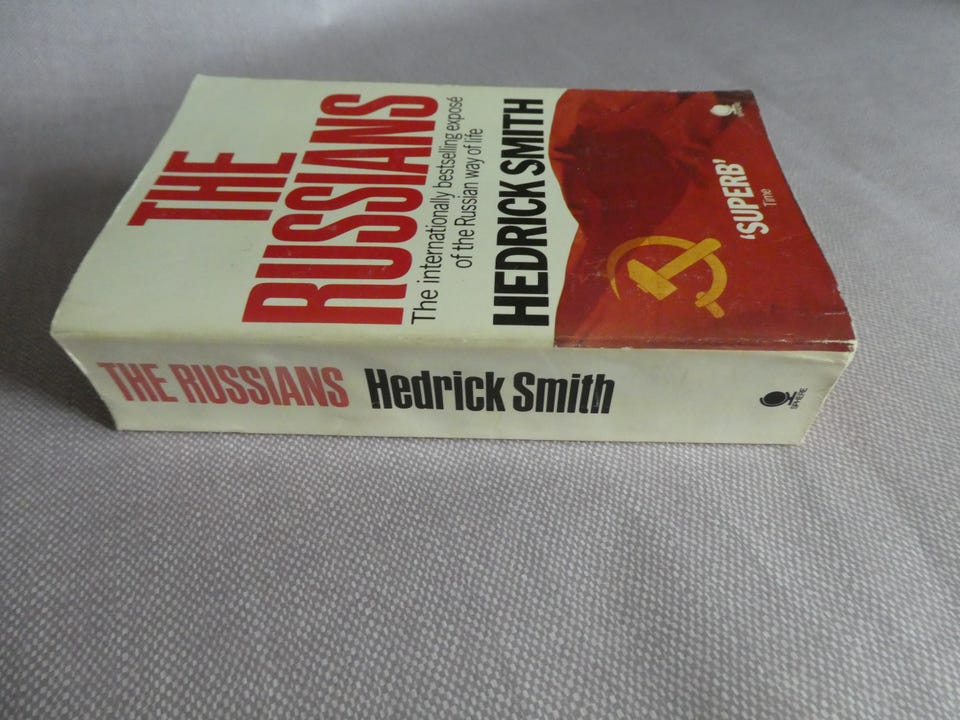 THE
RUSSIANS
The internationally bestselling exposé
of the Russian way of life
HEDRICK SMITH
'SUPERB'
Time
THE RUSSIANS Hedrick Smith
SPHERE